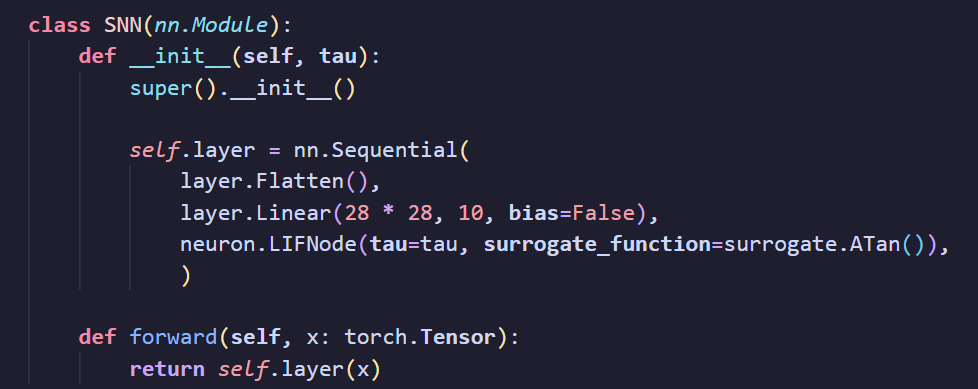 class SNN(nn.Module):
    def __init__(self, tau):
        super().__init__()

        self.layer = nn.Sequential(
            layer.Flatten(),
            layer.Linear(28 * 28, 10, bias=False),
            neuron.LIFNode(tau=tau, surrogate_function=surrogate.ATan()),
            )

    def forward(self, x: torch.Tensor):
        return self.layer(x)